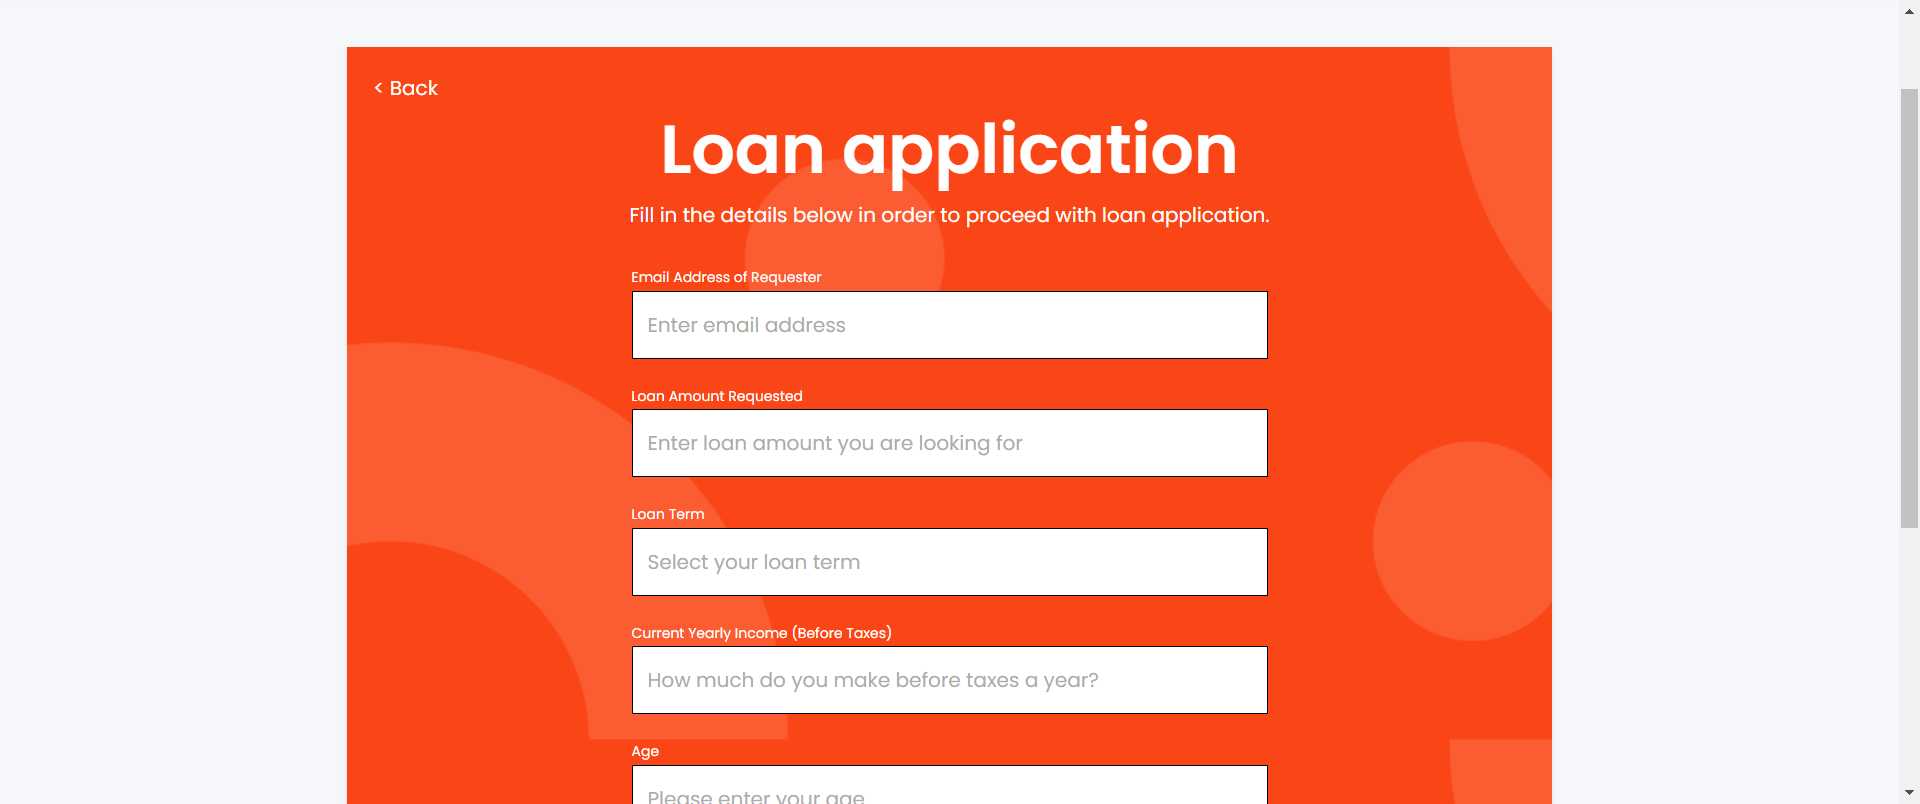 < Back
Loan application
Fill in the details below in order to proceed with loan application.
Email Address of Requester
Enter email address
Loan Amount Requested
Enter loan amount you are looking for
Loan Term
Select your loan term
Current Yearly Income (Before Taxes)
How much do you make before taxes a year?
Age
Please enter your age